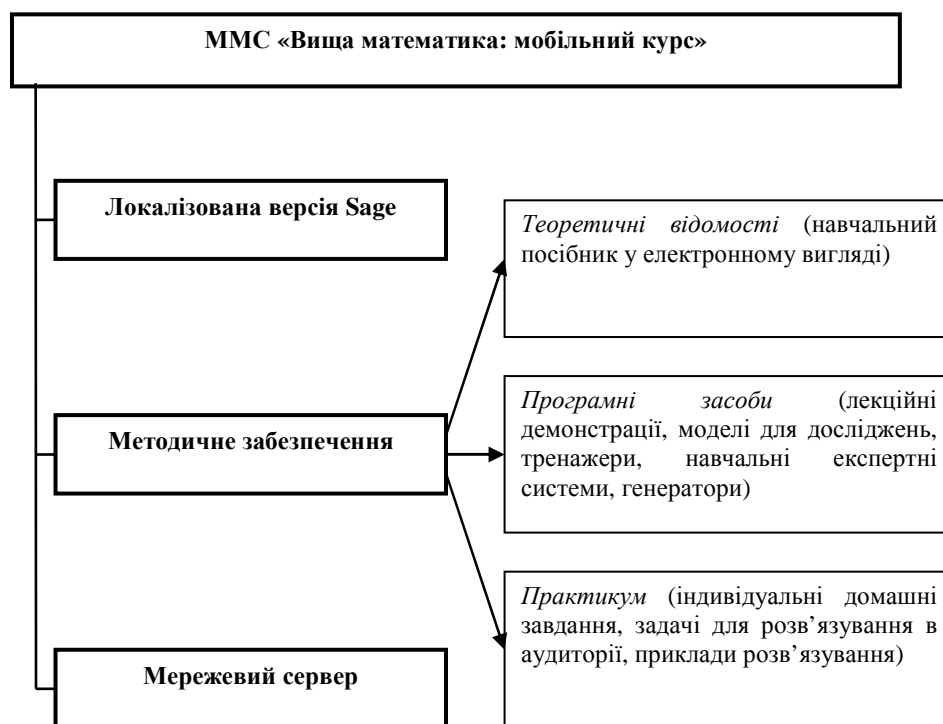 ММС «Вища математика: мобільний курс»
Локалізована версія Sage
Теоретичні відомості (навчальний
посібник у електронному вигляді)
Методичне забезпечення
Програмні засоби (лекційні
демонстрації, моделі для досліджень,
тренажери, навчальні експертні
системи, генератори)
Практикум (індивідуальні домашні
завдання, задачі для розв’язування в
аудиторії, приклади розв’язування)
Мережевий сервер